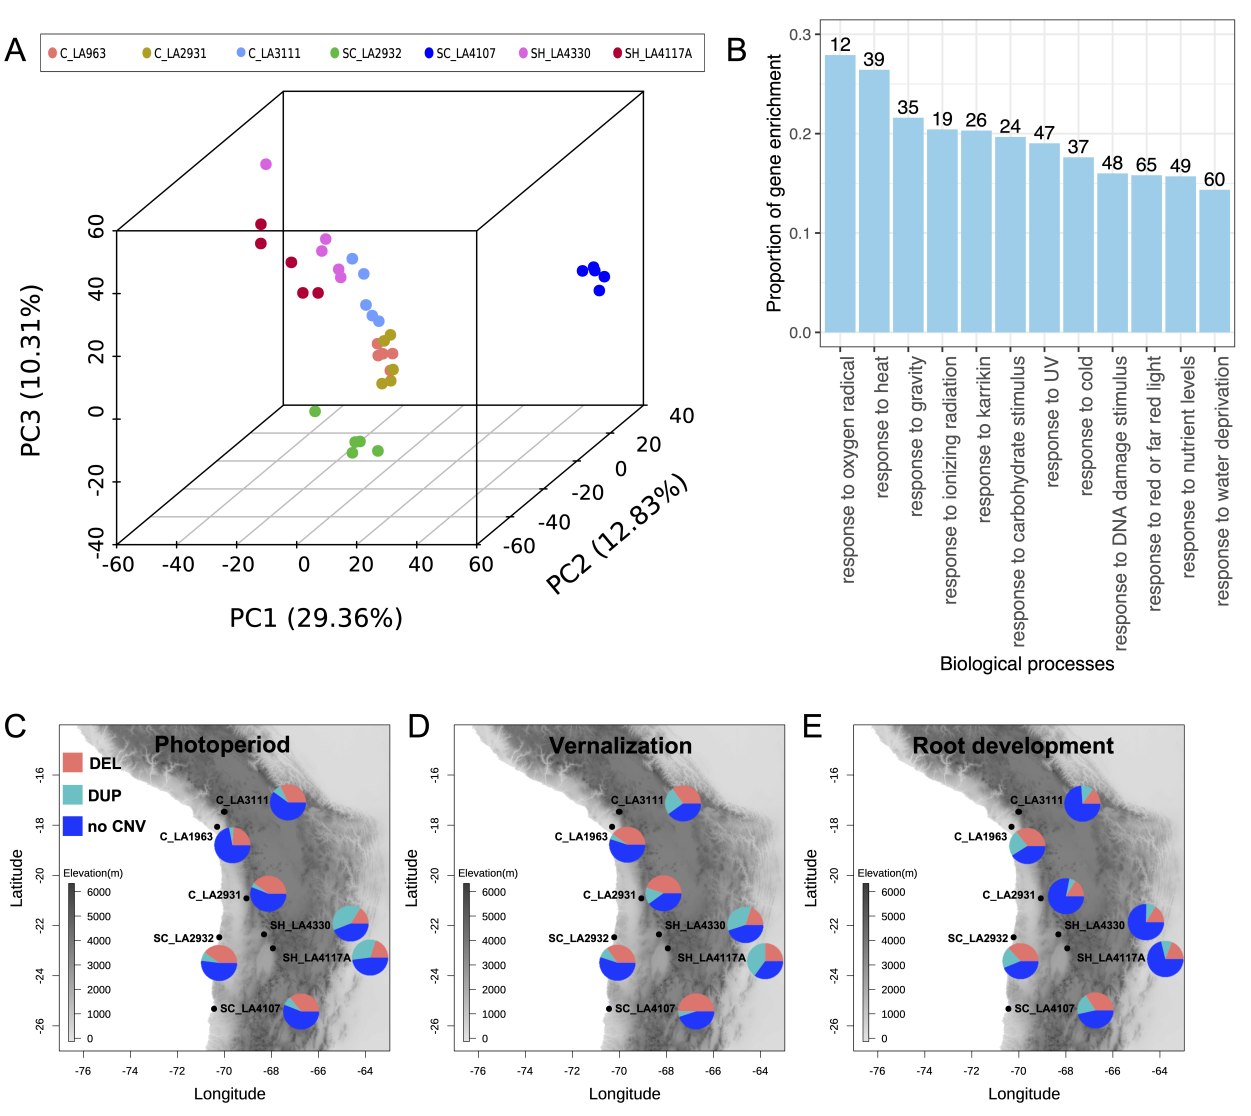 A
C_LA963 C_LA2931 C_LA3111 SC_LA2932 SC_LA4107 SH_LA4330 SH_LA4117A
60
40
20
0
-20
-40
PC3 (10.31%)
-60 -40 -20 0 20 40 60
PC1 (29.36%)
-60
-40
-20
0
20
40
PC2 (12.83%)
B
Proportion of gene enrichment
0.3
0.2
0.1
0.0
12 39 35 19 26 24 47 37 48 65 49 60
response to oxygen radical
response to heat
response to gravity
response to ionizing radiation
response to karrikin
response to carbohydrate stimulus
response to UV
response to cold
response to DNA damage stimulus
response to red or far red light
response to nutrient levels
response to water deprivation
Biological processes
C
Photoperiod
DEL
DUP
no CNV
C_LA3111
C_LA1963
C_LA2931
SH_LA4330
SC_LA2932
SH_LA4117A
SC_LA4107
Elevation(m)
6000
5000
4000
3000
2000
1000
0
Latitude
-16
-18
-20
-22
-24
-26
-76 -74 -72 -70 -68 -66 -64
Longitude
D
Vernalization
C_LA3111
C_LA1963
C_LA2931
SH_LA4330
SC_LA2932
SH_LA4117A
SC_LA4107
Elevation(m)
6000
5000
4000
3000
2000
1000
0
Latitude
-16
-18
-20
-22
-24
-26
-76 -74 -72 -70 -68 -66 -64
Longitude
E
Root development
C_LA3111
C_LA1963
C_LA2931
SH_LA4330
SC_LA2932
SH_LA4117A
SC_LA4107
Elevation(m)
6000
5000
4000
3000
2000
1000
0
Latitude
-16
-18
-20
-22
-24
-26
-76 -74 -72 -70 -68 -66 -64
Longitude